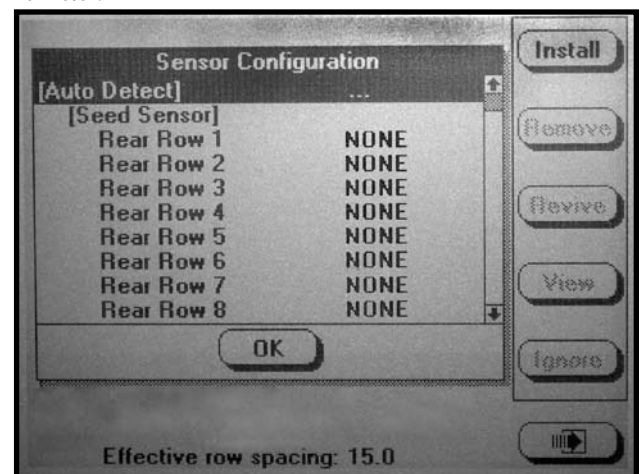 Sensor Configuration
[Auto Detect] ...
[Seed Sensor]
Rear Row 1 NONE
Rear Row 2 NONE
Rear Row 3 NONE
Rear Row 4 NONE
Rear Row 5 NONE
Rear Row 6 NONE
Rear Row 7 NONE
Rear Row 8 NONE
OK
Effective row spacing: 15.0
Install
Remove
Revive
View
Ignore